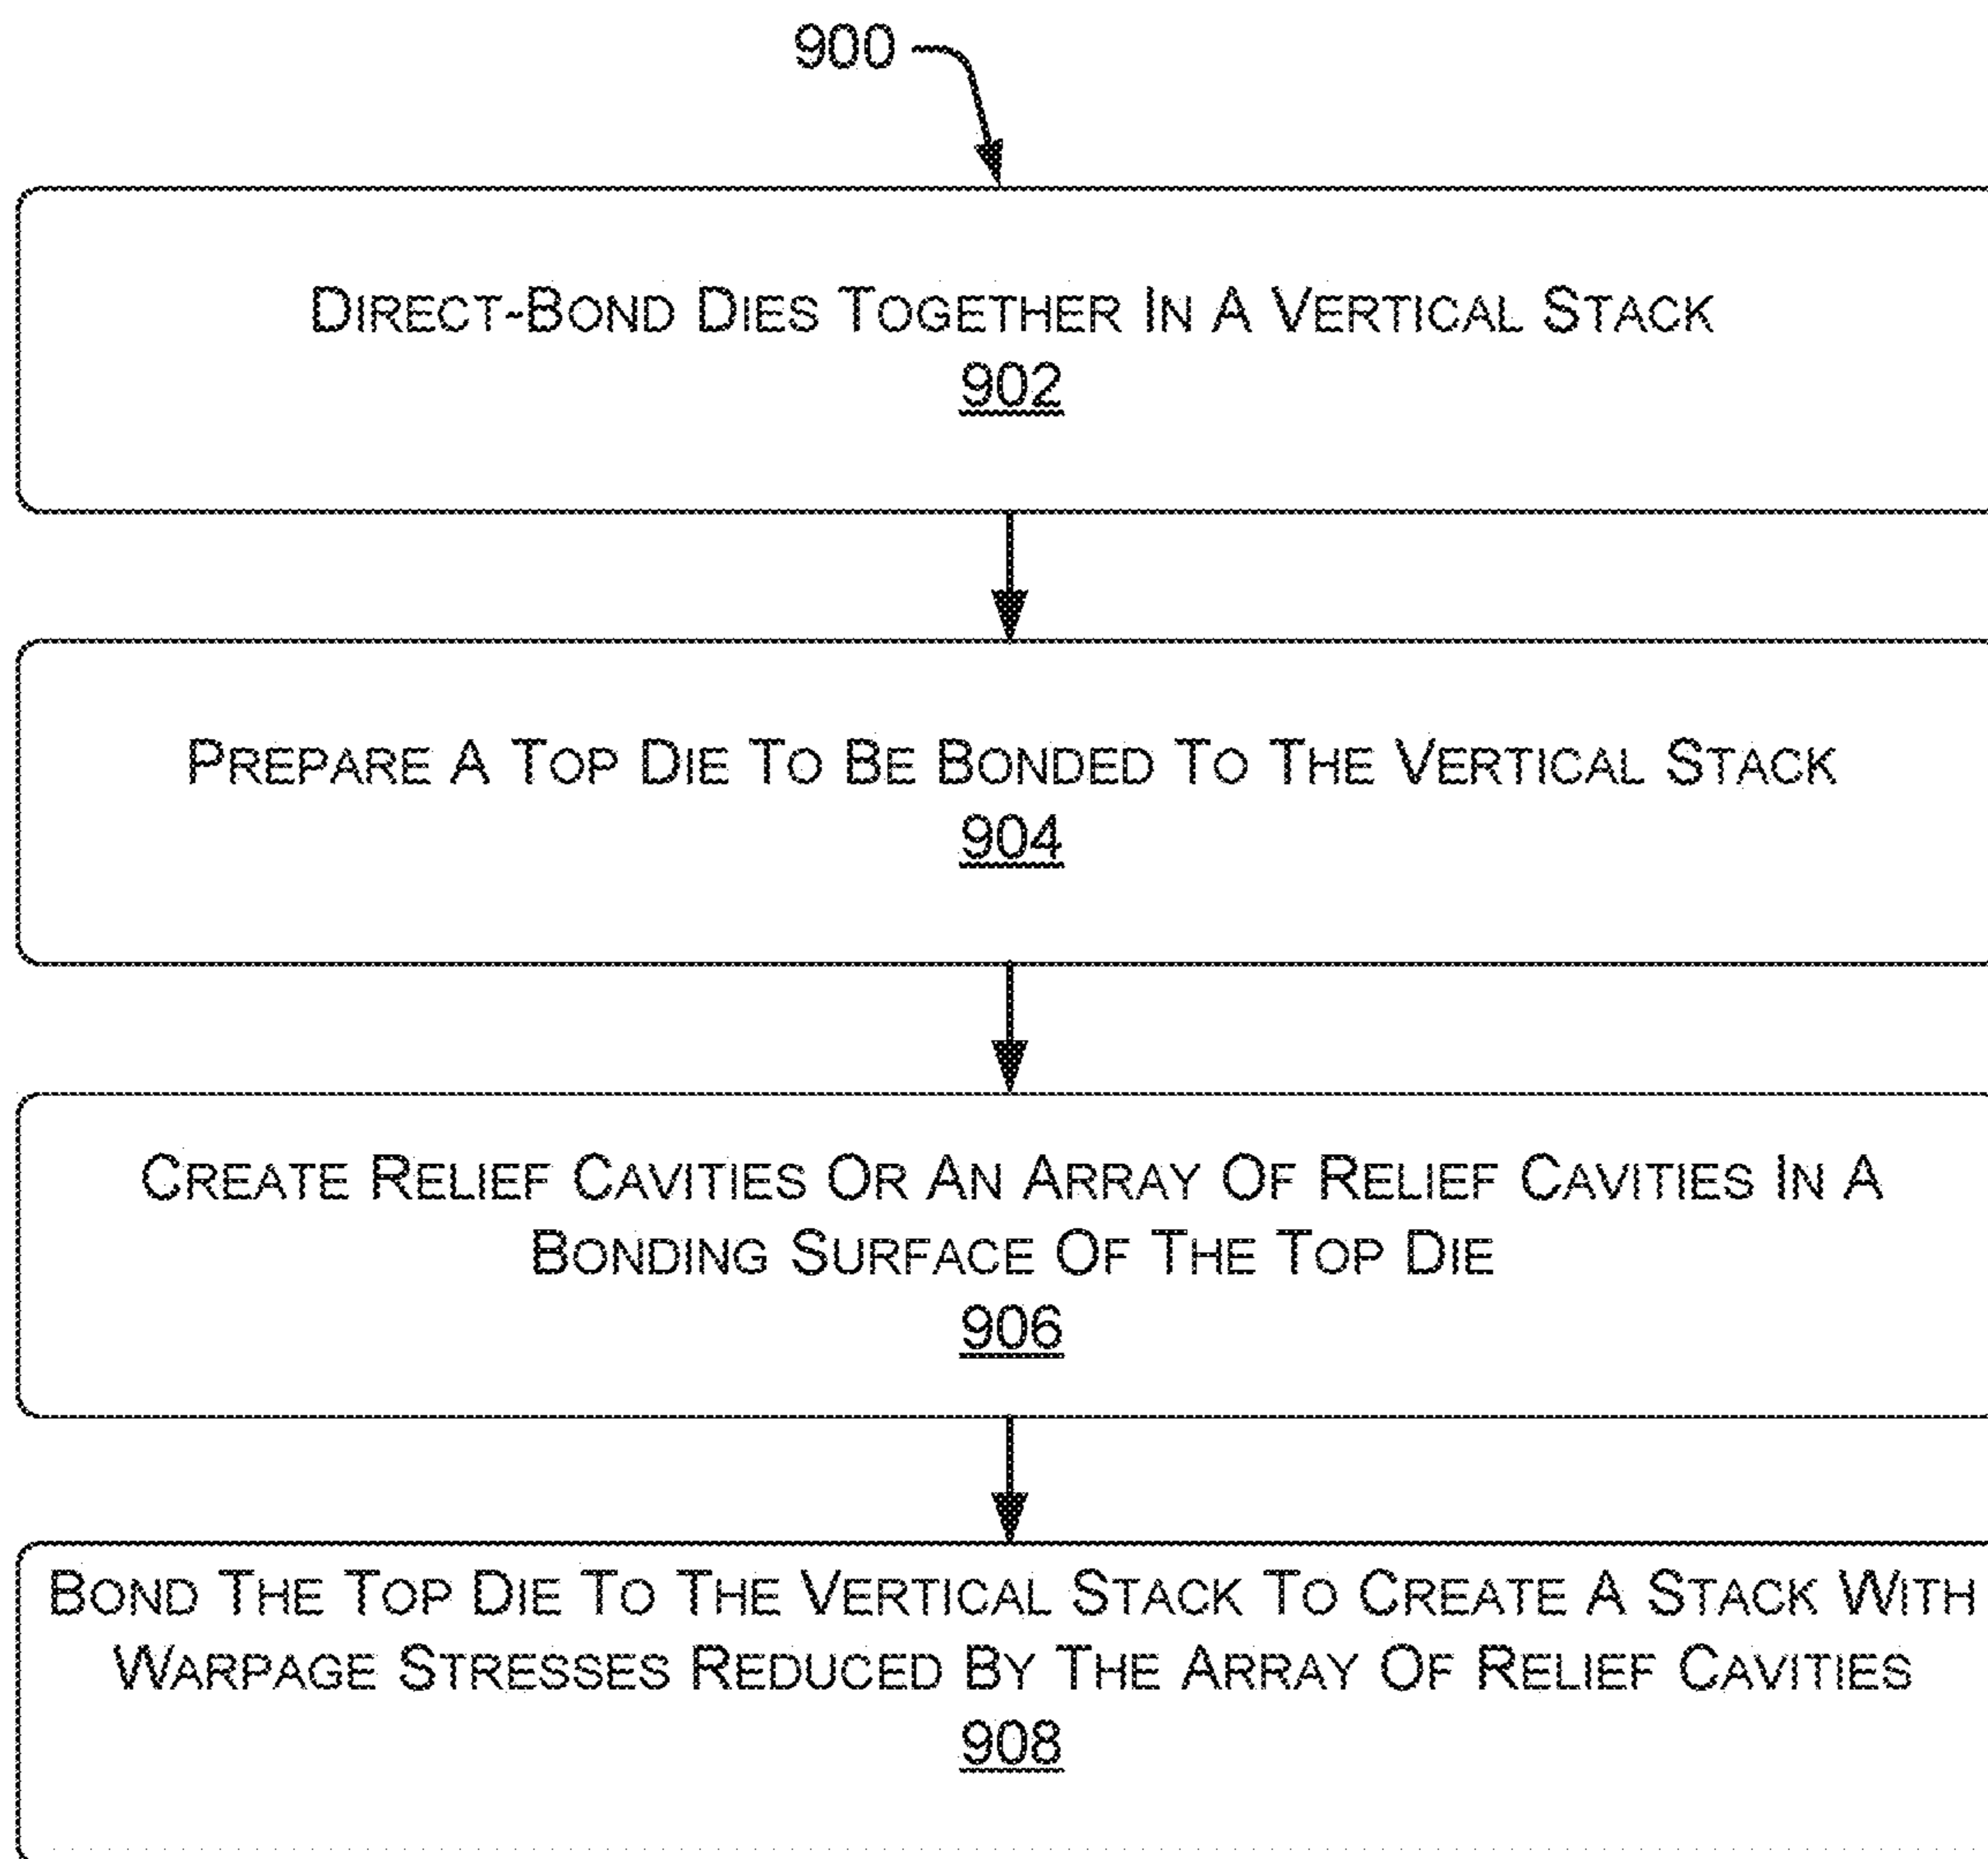 900
DIRECT-BOND DIES TOGETHER IN A VERTICAL STACK
902
PREPARE A TOP DIE TO BE BONDED TO THE VERTICAL STACK
904
CREATE RELIEF CAVITIES OR AN ARRAY OF RELIEF CAVITIES IN A
BONDING SURFACE OF THE TOP DIE
906
BOND THE TOP DIE TO THE VERTICAL STACK TO CREATE A STACK WITH
WARPAGE STRESSES REDUCED BY THE ARRAY OF RELIEF CAVITIES
908